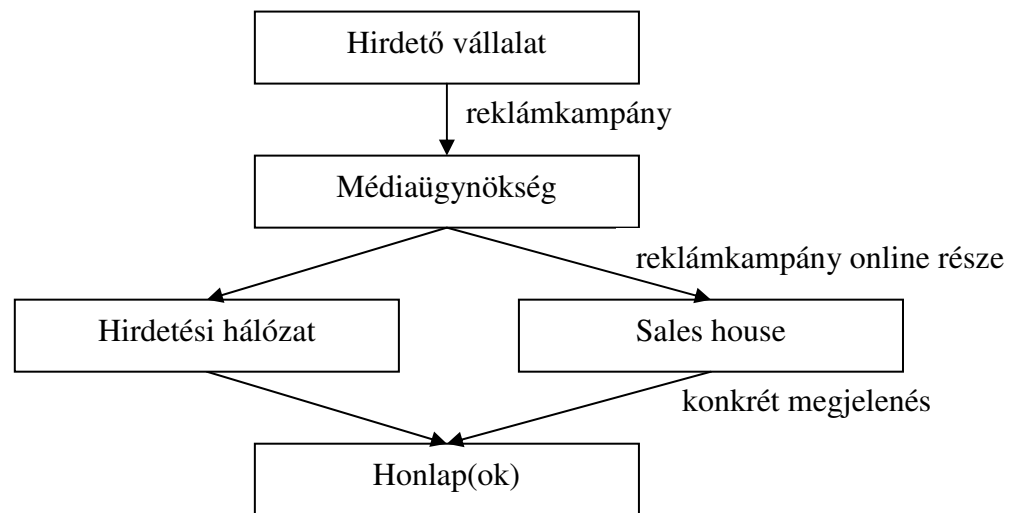 Hirdető vállalat
reklámkampány
Médiaügynökség
reklámkampány online része
Hirdetési hálózat
Sales house
konkrét megjelenés
Honlap(ok)